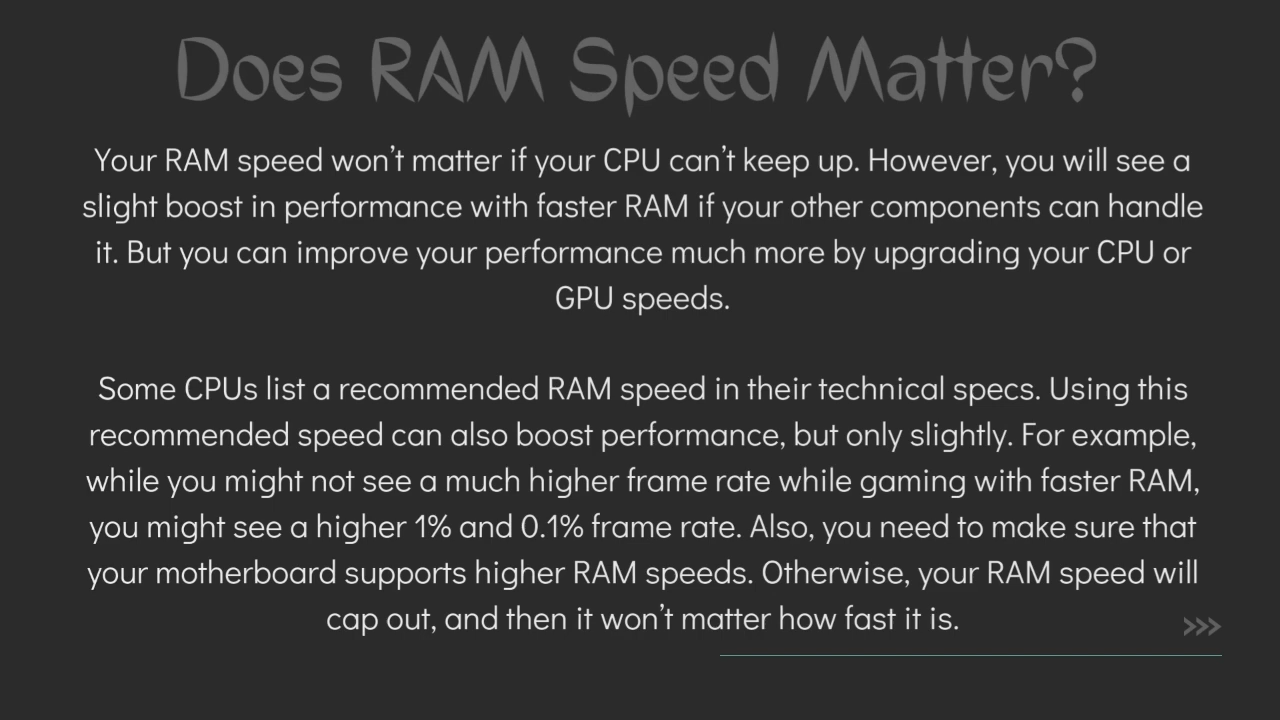 Does RAM Speed Matter?
Your RAM speed won’t matter if your CPU can’t keep up. However, you will see a
slight boost in performance with faster RAM if your other components can handle
it. But you can improve your performance much more by upgrading your CPU or
GPU speeds.
Some CPUs list a recommended RAM speed in their technical specs. Using this
recommended speed can also boost performance, but only slightly. For example,
while you might not see a much higher frame rate while gaming with faster RAM,
you might see a higher 1% and 0.1% frame rate. Also, you need to make sure that
your motherboard supports higher RAM speeds. Otherwise, your RAM speed will
cap out, and then it won’t matter how fast it is.
>>>